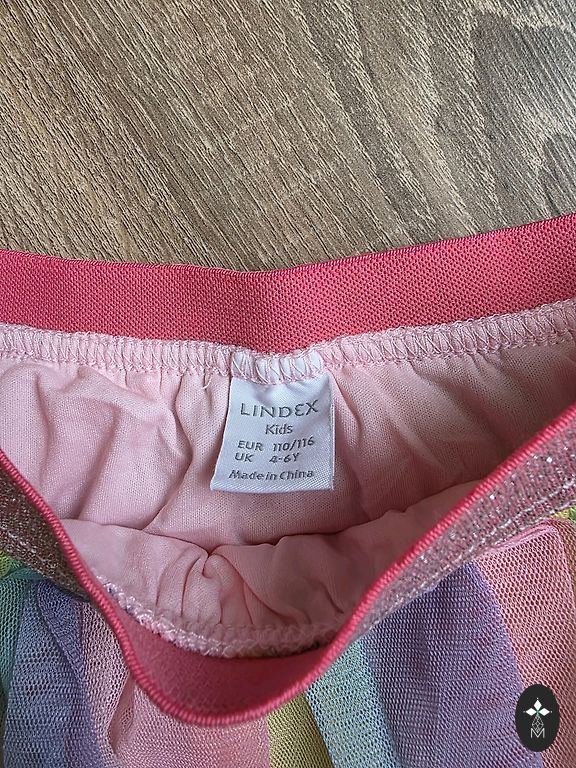 LINDEX
Kids
EUR 110/116
UK 4-6Y
Made in China